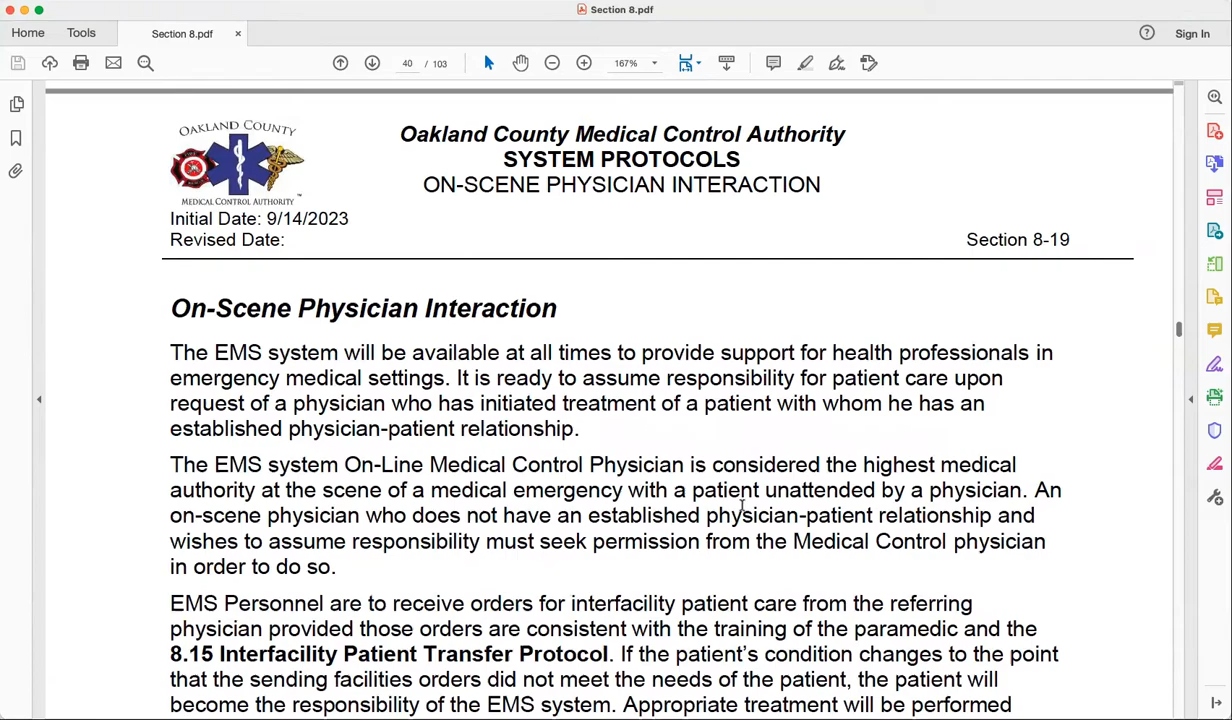 Section 8.pdf
Home
Tools
Section 8.pdf
×
Sign In
40 / 103
167%
OAKLAND COUNTY
MEDICAL CONTROL AUTHORITY
Oakland County Medical Control Authority
SYSTEM PROTOCOLS
ON-SCENE PHYSICIAN INTERACTION
Initial Date: 9/14/2023
Revised Date:
Section 8-19
On-Scene Physician Interaction
The EMS system will be available at all times to provide support for health professionals in
emergency medical settings. It is ready to assume responsibility for patient care upon
request of a physician who has initiated treatment of a patient with whom he has an
established physician-patient relationship.
The EMS system On-Line Medical Control Physician is considered the highest medical
authority at the scene of a medical emergency with a patient unattended by a physician. An
on-scene physician who does not have an established physician-patient relationship and
wishes to assume responsibility must seek permission from the Medical Control physician
in order to do so.
EMS Personnel are to receive orders for interfacility patient care from the referring
physician provided those orders are consistent with the training of the paramedic and the
8.15 Interfacility Patient Transfer Protocol. If the patient’s condition changes to the point
that the sending facilities orders did not meet the needs of the patient, the patient will
become the responsibility of the EMS system. Appropriate treatment will be performed